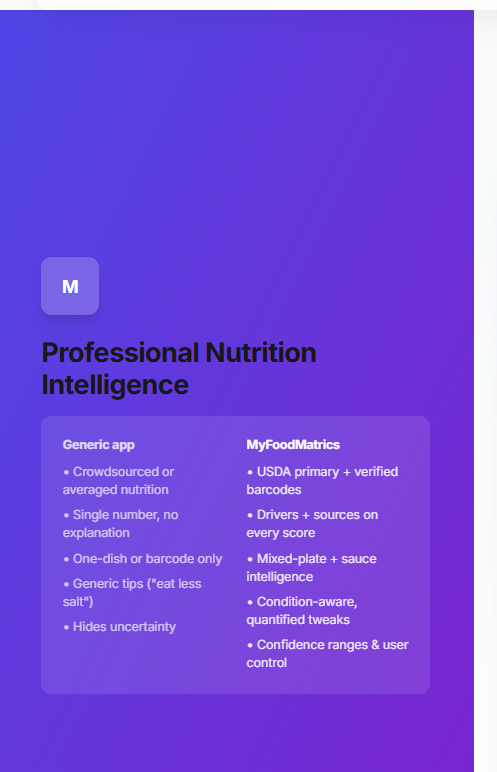 M
Professional Nutrition
Intelligence
Generic app
• Crowdsourced or
averaged nutrition
• Single number, no
explanation
• One-dish or barcode only
• Generic tips ("eat less
salt")
• Hides uncertainty
MyFoodMatrics
• USDA primary + verified
barcodes
• Drivers + sources on
every score
• Mixed-plate + sauce
intelligence
• Condition-aware,
quantified tweaks
• Confidence ranges & user
control